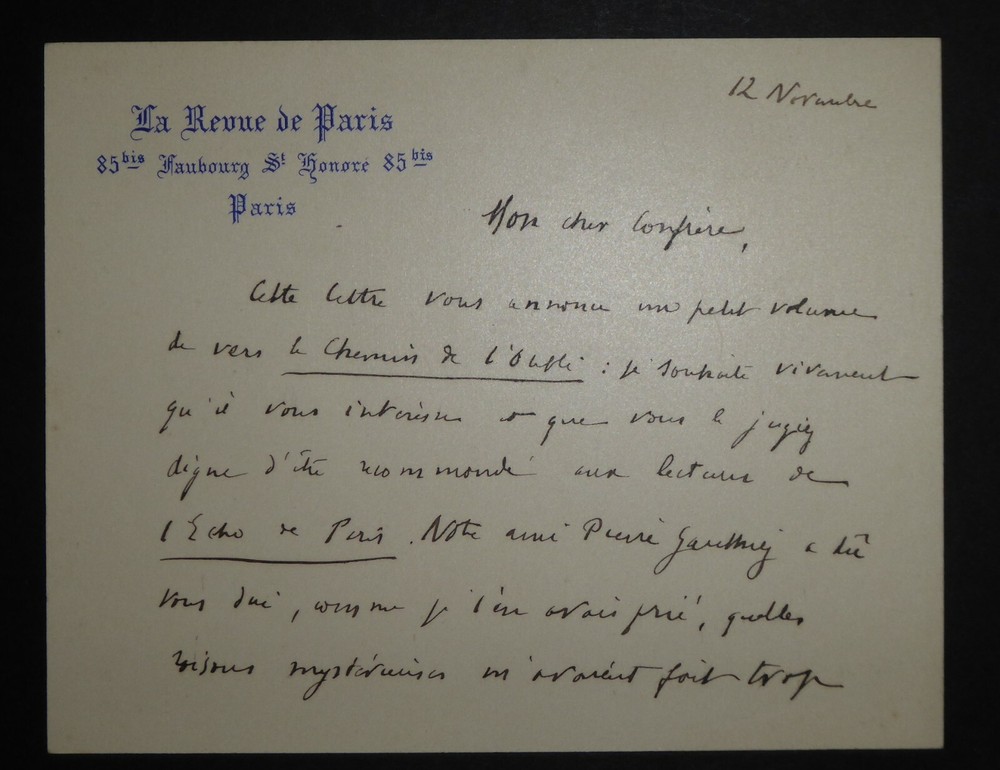 12 Novembre
La Revue de Paris
85bis Faubourg St Honoré 85bis
Paris
Mon cher Confrère,
Cette lettre vous annonce un petit volume
de vers le Chemin de l'Oubli : je souhaite vivement
qu'il vous intéresse et que vous le jugiez
digne d'être recommandé aux lecteurs de
l'Echo de Paris. Notre ami Pierre Gauthiez a dû
vous dire, comme je l'en avais prié, quelles
raisons mystérieuses m'avaient fait trop